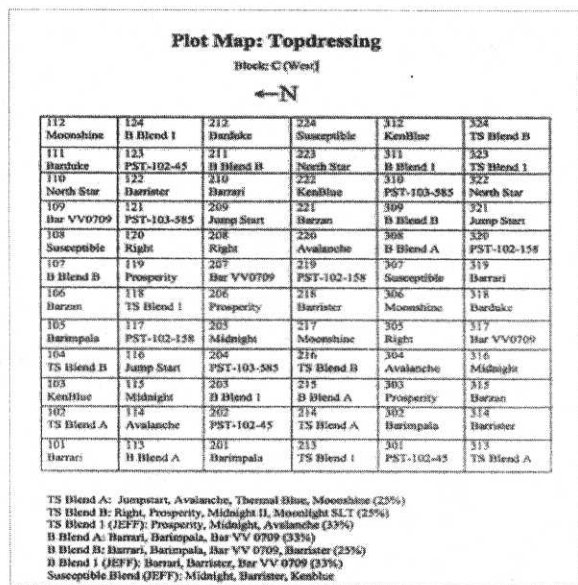 Plot Map: Topdressing
Block: C (West)
←N
112 124 212 224 312 324
Moonshine B Blend 1 Barduke Susceptible KenBlue TS Blend B
111 123 211 223 311 323
Barduke PST-102-45 B Blend B North Star B Blend 1 TS Blend 1
110 122 210 222 310 322
North Star Barrister Barrari KenBlue PST-103-585 North Star
109 121 209 221 309 321
Bar VV0709 PST-103-585 Jump Start Barzan B Blend B Jump Start
108 120 208 220 308 320
Susceptible Right Right Avalanche B Blend A PST-102-158
107 119 207 219 307 319
B Blend B Prosperity Bar VV0709 PST-102-158 Susceptible Barrari
106 118 206 218 306 318
Barzan TS Blend 1 Prosperity Barrister Moonshine Barduke
105 117 205 217 305 317
Barimpala PST-102-158 Midnight Moonshine Right Bar VV0709
104 116 204 216 304 316
TS Blend B Jump Start PST-103-585 TS Blend B Avalanche Midnight
103 115 203 215 303 315
KenBlue Midnight B Blend 1 B Blend A Prosperity Barzan
102 114 202 214 302 314
TS Blend A Avalanche PST-102-45 TS Blend A Barimpala Barrister
101 113 201 213 301 313
Barrari B Blend A Barimpala TS Blend 1 PST-102-45 TS Blend A
TS Blend A: Jumpstart, Avalanche, Thermal Blue, Moonshine (25%)
TS Blend B: Right, Prosperity, Midnight II, Moonlight SLT (25%)
TS Blend 1 (JEFF): Prosperity, Midnight, Avalanche (33%)
B Blend A: Barrari, Barimpala, Bar VV 0709 (33%)
B Blend B: Barrari, Barimpala, Bar VV 0709, Barrister (25%)
B Blend 1 (JEFF): Barrari, Barrister, Bar VV 0709 (33%)
Susceptible Blend (JEFF): Midnight, Barrister, Kenblue